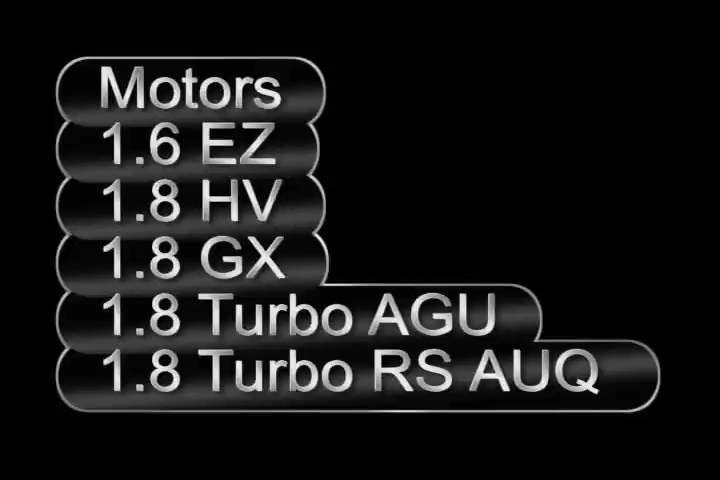 Motors
1.6 EZ
1.8 HV
1.8 GX
1.8 Turbo AGU
1.8 Turbo RS AUQ